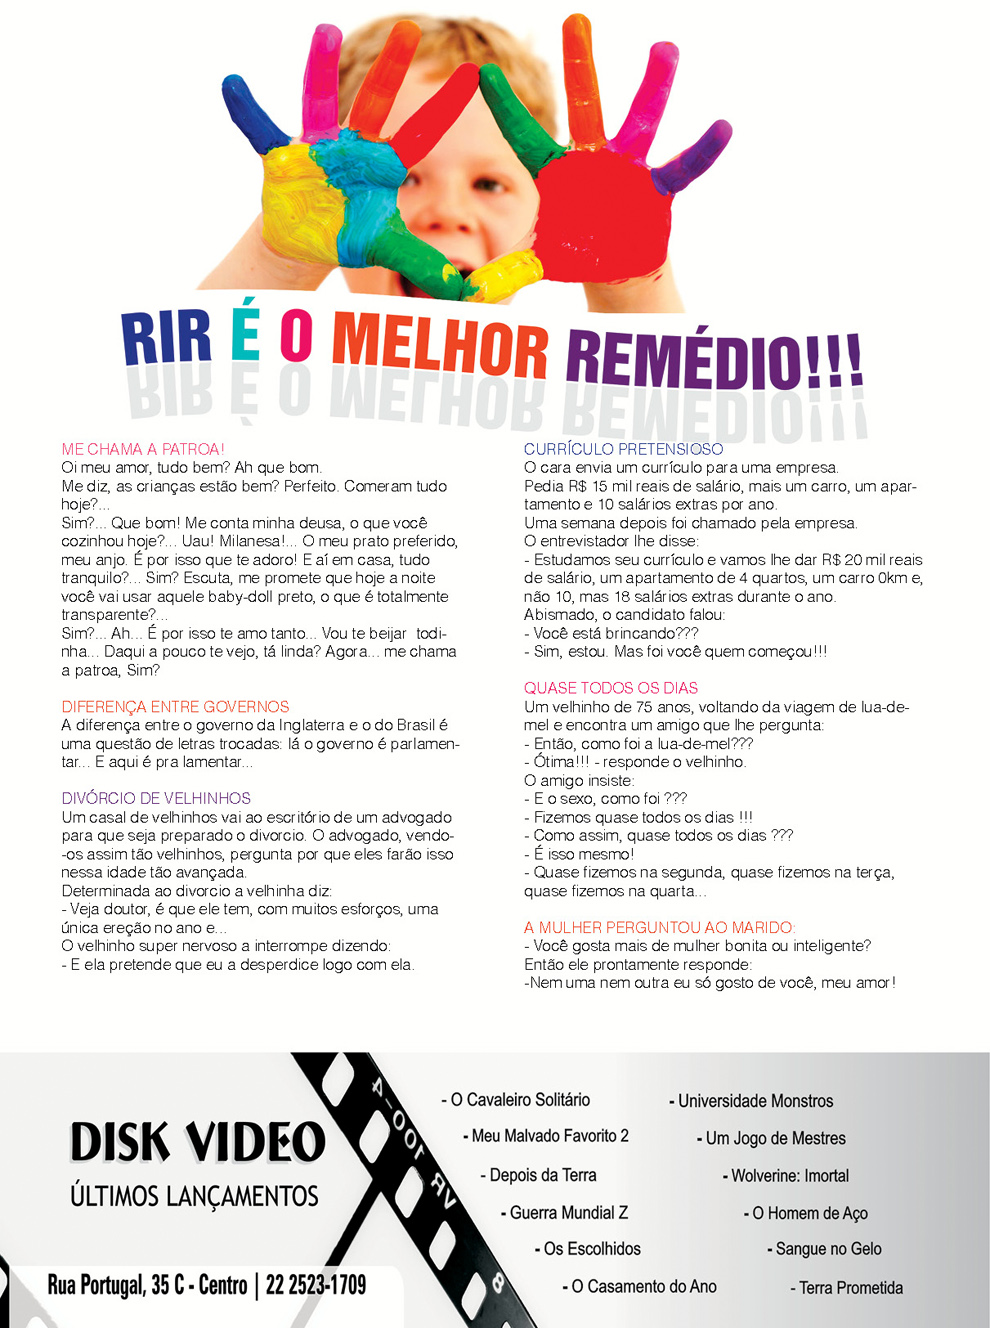 RIR É O MELHOR REMÉDIO!!!
ME CHAMA A PATROA!
Oi meu amor, tudo bem? Ah que bom.
Me diz, as crianças estão bem? Perfeito. Comeram tudo
hoje?...
Sim?... Que bom! Me conta minha deusa, o que você
cozinhou hoje?... Uau! Milanesa!... O meu prato preferido,
meu anjo. É por isso que te adoro! E aí em casa, tudo
tranquilo?... Sim? Escuta, me promete que hoje a noite
você vai usar aquele baby-doll preto, o que é totalmente
transparente?...
Sim?... Ah... É por isso te amo tanto... Vou te beijar todi-
nha... Daqui a pouco te vejo, tá linda? Agora... me chama
a patroa, Sim?
DIFERENÇA ENTRE GOVERNOS
A diferença entre o governo da Inglaterra e o do Brasil é
uma questão de letras trocadas: lá o governo é parlamen-
tar... E aqui é pra lamentar...
DIVÓRCIO DE VELHINHOS
Um casal de velhinhos vai ao escritório de um advogado
para que seja preparado o divorcio. O advogado, vendo-
-os assim tão velhinhos, pergunta por que eles farão isso
nessa idade tão avançada.
Determinada ao divorcio a velhinha diz:
- Veja doutor, é que ele tem, com muitos esforços, uma
única ereção no ano e...
O velhinho super nervoso a interrompe dizendo:
- E ela pretende que eu a desperdice logo com ela.
CURRÍCULO PRETENSIOSO
O cara envia um currículo para uma empresa.
Pedia R$ 15 mil reais de salário, mais um carro, um apar-
tamento e 10 salários extras por ano.
Uma semana depois foi chamado pela empresa.
O entrevistador lhe disse:
- Estudamos seu currículo e vamos lhe dar R$ 20 mil reais
de salário, um apartamento de 4 quartos, um carro 0km e,
não 10, mas 18 salários extras durante o ano.
Abismado, o candidato falou:
- Você está brincando???
- Sim, estou. Mas foi você quem começou!!!
QUASE TODOS OS DIAS
Um velhinho de 75 anos, voltando da viagem de lua-de-
mel e encontra um amigo que lhe pergunta:
- Então, como foi a lua-de-mel???
- Ótima!!! - responde o velhinho.
O amigo insiste:
- E o sexo, como foi ???
- Fizemos quase todos os dias !!!
- Como assim, quase todos os dias ???
- É isso mesmo!
- Quase fizemos na segunda, quase fizemos na terça,
quase fizemos na quarta...
A MULHER PERGUNTOU AO MARIDO:
- Você gosta mais de mulher bonita ou inteligente?
Então ele prontamente responde:
-Nem uma nem outra eu só gosto de você, meu amor!
DISK VIDEO
ÚLTIMOS LANÇAMENTOS
Rua Portugal, 35 C - Centro | 22 2523-1709
- O Cavaleiro Solitário
- Meu Malvado Favorito 2
- Depois da Terra
- Guerra Mundial Z
- Os Escolhidos
- O Casamento do Ano
- Universidade Monstros
- Um Jogo de Mestres
- Wolverine: Imortal
- O Homem de Aço
- Sangue no Gelo
- Terra Prometida